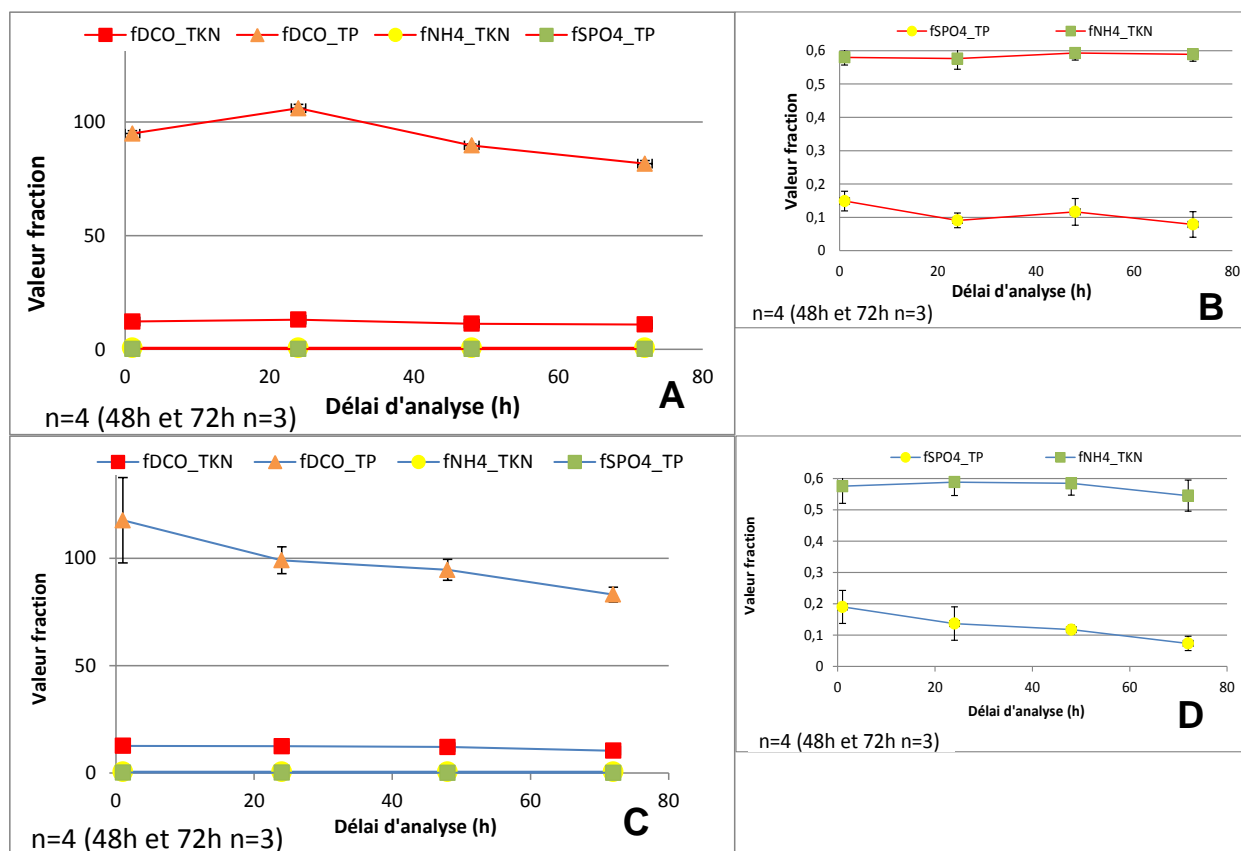 fDCO_TKN fDCO_TP fNH4_TKN fSPO4_TP
Valeur fraction
100
50
0
0 20 40 60 80
Délai d'analyse (h)
n=4 (48h et 72h n=3)
A
fSPO4_TP fNH4_TKN
Valeur fraction
0,6
0,5
0,4
0,3
0,2
0,1
0
0 20 40 60 80
Délai d'analyse (h)
n=4 (48h et 72h n=3)
B
fDCO_TKN fDCO_TP fNH4_TKN fSPO4_TP
Valeur fraction
100
50
0
0 20 40 60 80
Délai d'analyse (h)
n=4 (48h et 72h n=3)
C
fSPO4_TP fNH4_TKN
Valeur fraction
0,6
0,5
0,4
0,3
0,2
0,1
0
0 20 40 60 80
Délai d'analyse (h)
n=4 (48h et 72h n=3)
D